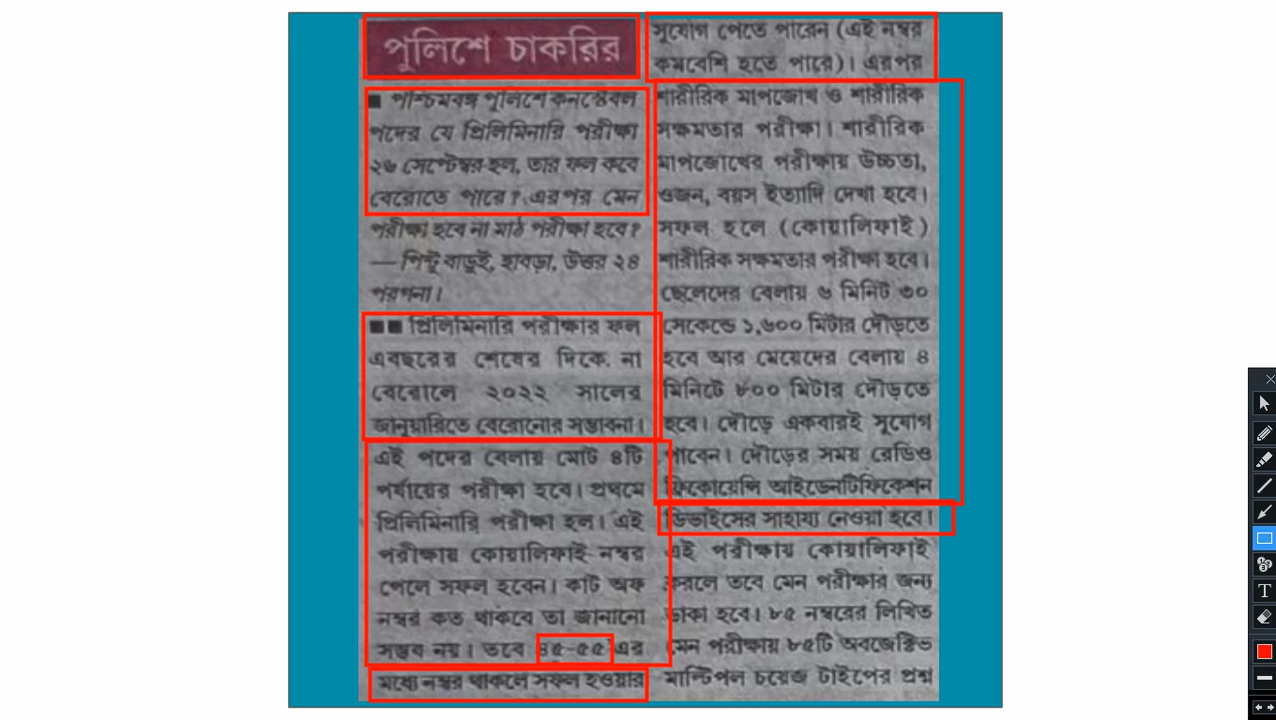 পুলিশে চাকরির
■ পশ্চিমবঙ্গ পুলিশে কনস্টেবল
পদের যে প্রিলিমিনারি পরীক্ষা
২৬ সেপ্টেম্বর হল, তার ফল কবে
বেরোতে পারে? এরপর মেন
পরীক্ষা হবে না মাঠ পরীক্ষা হবে?
— পিন্টু বাড়ুই, হাবড়া, উত্তর ২৪
পরগনা।
■■ প্রিলিমিনারি পরীক্ষার ফল
এবছরের শেষের দিকে. না
বেরোলে ২০২২ সালের
জানুয়ারিতে বেরোনোর সম্ভাবনা।
এই পদের বেলায় মোট ৪টি
পর্যায়ের পরীক্ষা হবে। প্রথমে
প্রিলিমিনারি পরীক্ষা হল। এই
পরীক্ষায় কোয়ালিফাই নম্বর
পেলে সফল হবেন। কাট অফ
নম্বর কত থাকবে তা জানানো
সম্ভব নয়। তবে ৪৫-৫৫ এর
মধ্যে নম্বর থাকলে সফল হওয়ার
সুযোগ পেতে পারেন (এই নম্বর
কমবেশি হতে পারে)। এরপর
শারীরিক মাপজোখ ও শারীরিক
সক্ষমতার পরীক্ষা। শারীরিক
মাপজোখের পরীক্ষায় উচ্চতা,
ওজন, বয়স ইত্যাদি দেখা হবে।
সফল হলে (কোয়ালিফাই)
শারীরিক সক্ষমতার পরীক্ষা হবে।
ছেলেদের বেলায় ৬ মিনিট ৩০
সেকেন্ডে ১,৬০০ মিটার দৌড়তে
হবে আর মেয়েদের বেলায় ৪
মিনিটে ৮০০ মিটার দৌড়তে
হবে। দৌড়ে একবারই সুযোগ
পাবেন। দৌড়ের সময় রেডিও
ফ্রিকোয়েন্সি আইডেনটিফিকেশন
ডিভাইসের সাহায্য নেওয়া হবে।
এই পরীক্ষায় কোয়ালিফাই
করলে তবে মেন পরীক্ষার জন্য
ডাকা হবে। ৮৫ নম্বরের লিখিত
মেন পরীক্ষায় ৮৫টি অবজেক্টিভ
মাল্টিপল চয়েজ টাইপের প্রশ্ন